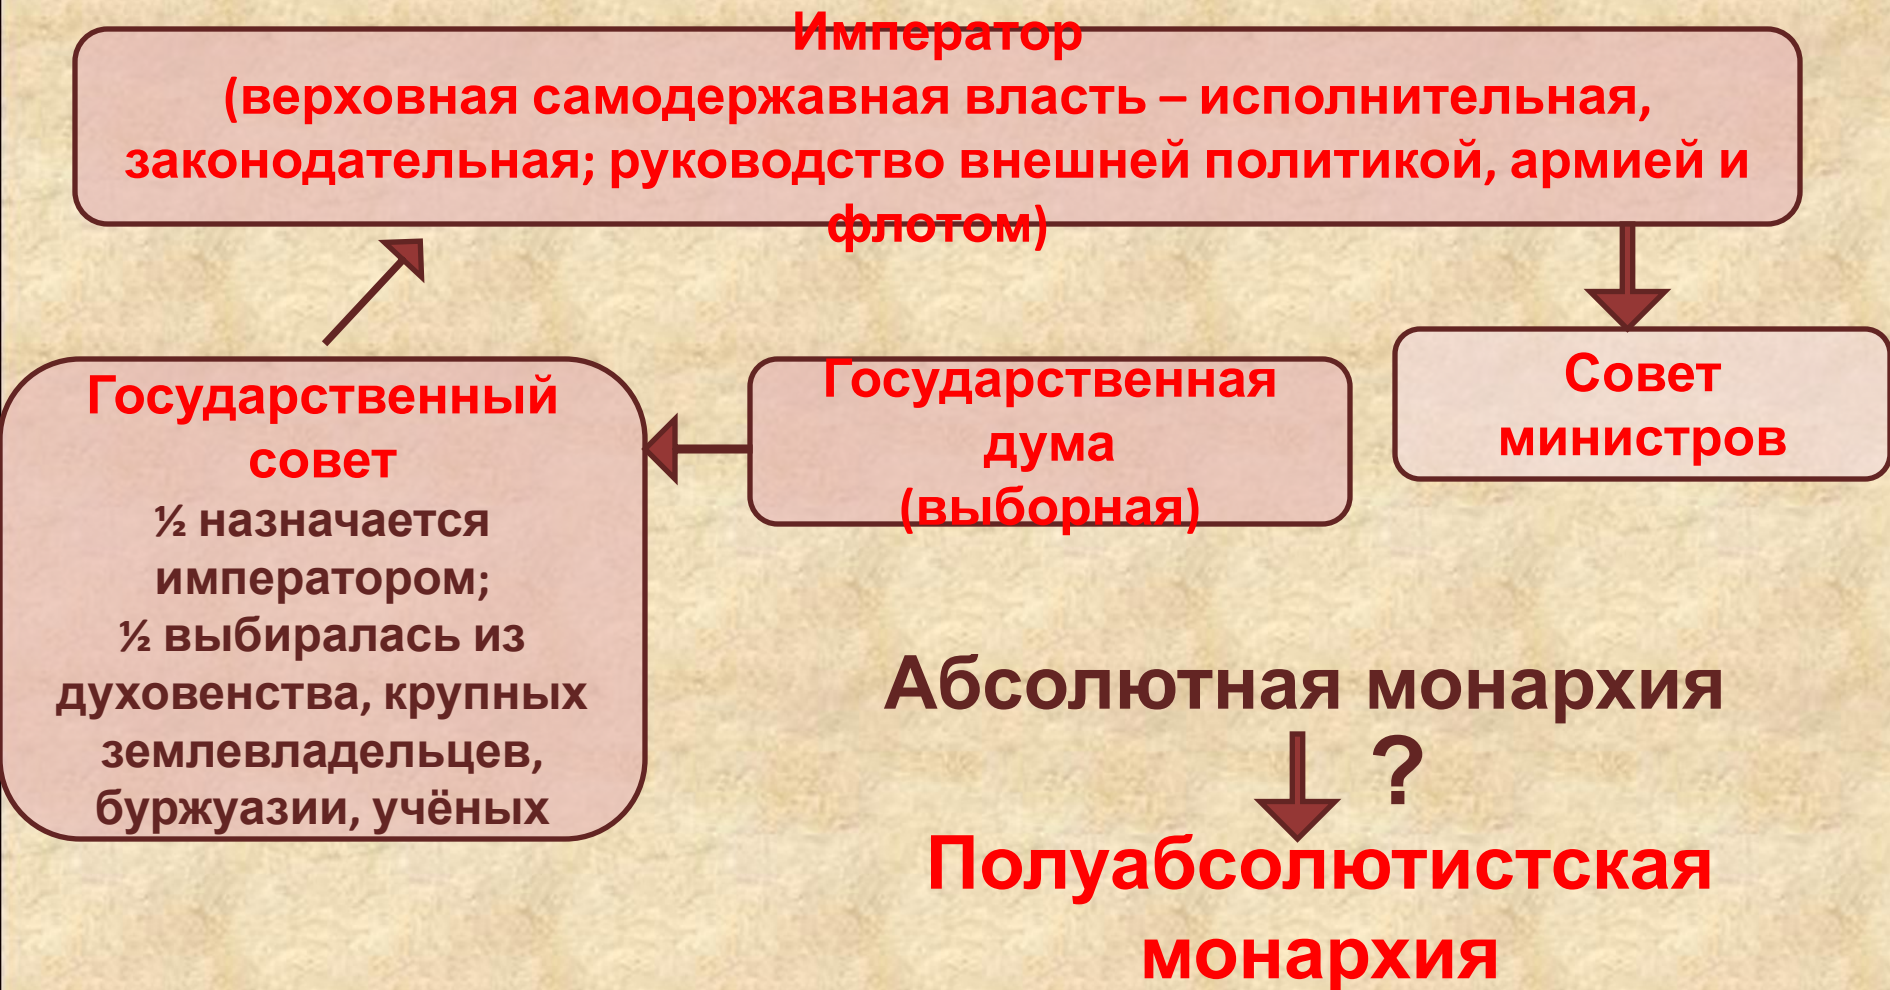 Император
(верховная самодержавная власть – исполнительная,
законодательная; руководство внешней политикой, армией и
флотом)
Государственный
совет
½ назначается
императором;
½ выбиралась из
духовенства, крупных
землевладельцев,
буржуазии, учёных
Государственная
дума
(выборная)
Совет
министров
Абсолютная монархия
?
Полуабсолютистская
монархия